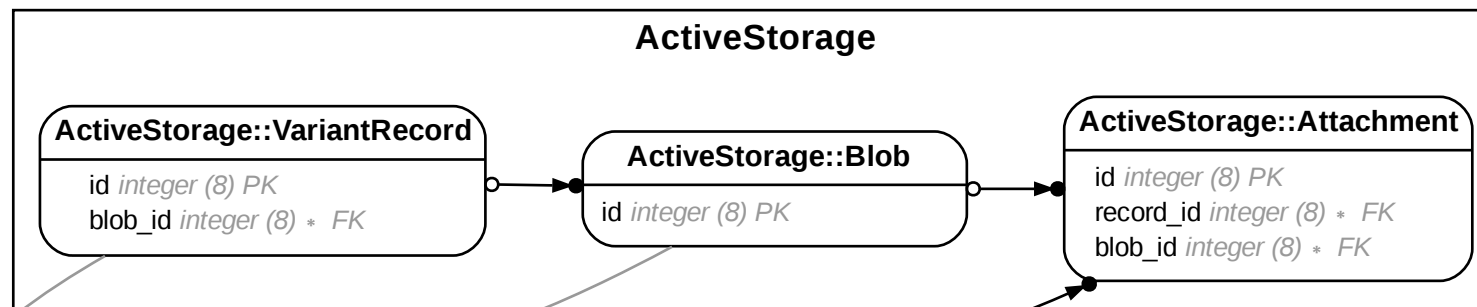 ActiveStorage
ActiveStorage::VariantRecord
id integer (8) PK
blob_id integer (8) ∗ FK
ActiveStorage::Blob
id integer (8) PK
ActiveStorage::Attachment
id integer (8) PK
record_id integer (8) ∗ FK
blob_id integer (8) ∗ FK